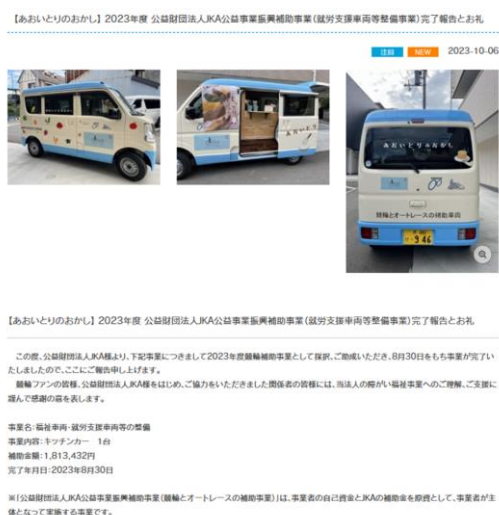 【あおいとりのおかし】 2023年度 公益財団法人JKA公益事業振興補助事業(就労支援車両等整備事業)完了報告とお礼
注目 NEW 2023-10-06
あおいとりのおかし
競輪とオートレースの補助車両
946
【あおいとりのおかし】 2023年度 公益財団法人JKA公益事業振興補助事業(就労支援車両等整備事業)完了報告とお礼
この度、公益財団法人JKA様より、下記事業につきまして2023年度競輪補助事業として採択、ご助成いただき、8月30日をもち事業が完了い
たしましたので、ここにご報告申し上げます。
競輪ファンの皆様、公益財団法人JKA様をはじめ、ご協力をいただきました関係者の皆様には、当法人の障がい福祉事業へのご理解、ご支援に
謹んで感謝の意を表します。
事業名:福祉車両・就労支援車両等の整備
事業内容:キッチンカー 1台
補助金額:1,813,432円
完了年月日:2023年8月30日
※「公益財団法人JKA公益事業振興補助事業(競輪とオートレースの補助事業)」は、事業者の自己資金とJKAの補助金を原資として、事業者が主
体となって実施する事業です。